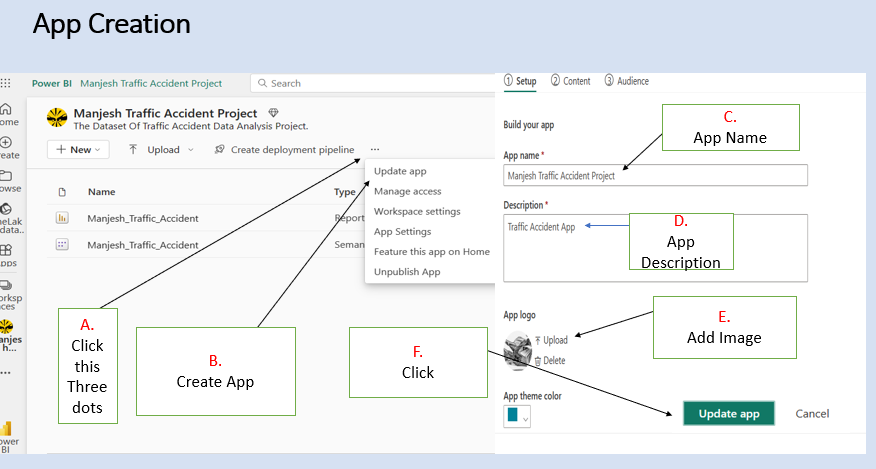 App Creation
Power BI Manjesh Traffic Accident Project
Search
ome
eate
owse
neLak
data..
pps
orksp
ces
anjes
h...
ower
BI
Manjesh Traffic Accident Project
The Dataset Of Traffic Accident Data Analysis Project.
+ New
Upload
Create deployment pipeline
...
Name
Type
Manjesh_Traffic_Accident
Report
Manjesh_Traffic_Accident
Seman
Update app
Manage access
Workspace settings
App Settings
Feature this app on Home
Unpublish App
A.
Click
this
Three
dots
B.
Create App
F.
Click
1 Setup
2 Content
3 Audience
Build your app
App name *
Manjesh Traffic Accident Project
C.
App Name
Description *
Traffic Accident App
D.
App
Description
App logo
Upload
Delete
E.
Add Image
App theme color
Update app
Cancel